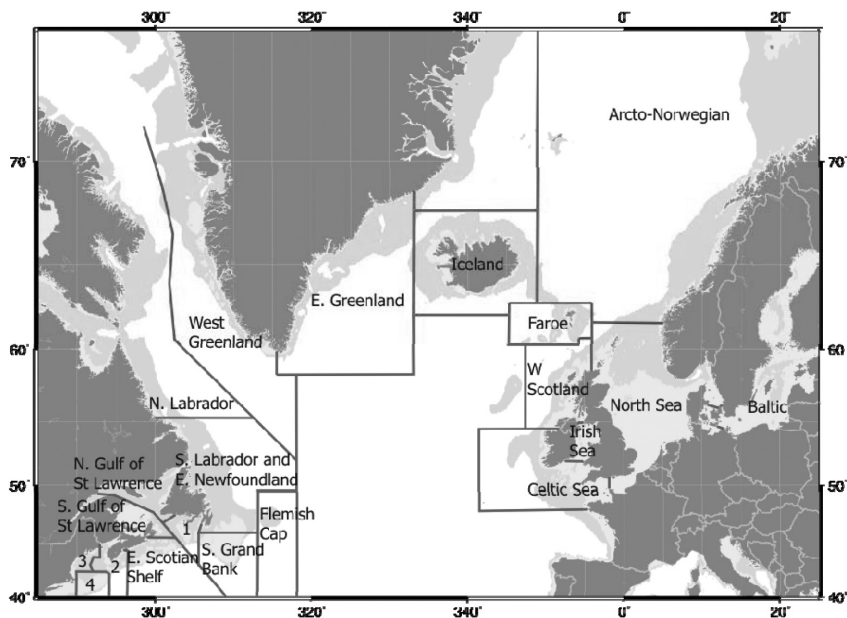 300˚
320˚
340˚
0˚
20˚
Arcto-Norwegian
70˚
70˚
Iceland
E. Greenland
West
Greenland
Faroe
60˚
60˚
W
Scotland
N. Labrador
North Sea
Baltic
Irish
Sea
N. Gulf of
St Lawrence
S. Labrador and
E. Newfoundland
50˚
50˚
Celtic Sea
S. Gulf of
St Lawrence
1
Flemish
Cap
3
2
E. Scotian
Shelf
S. Grand
Bank
4
40˚
40˚
300˚
320˚
340˚
0˚
20˚